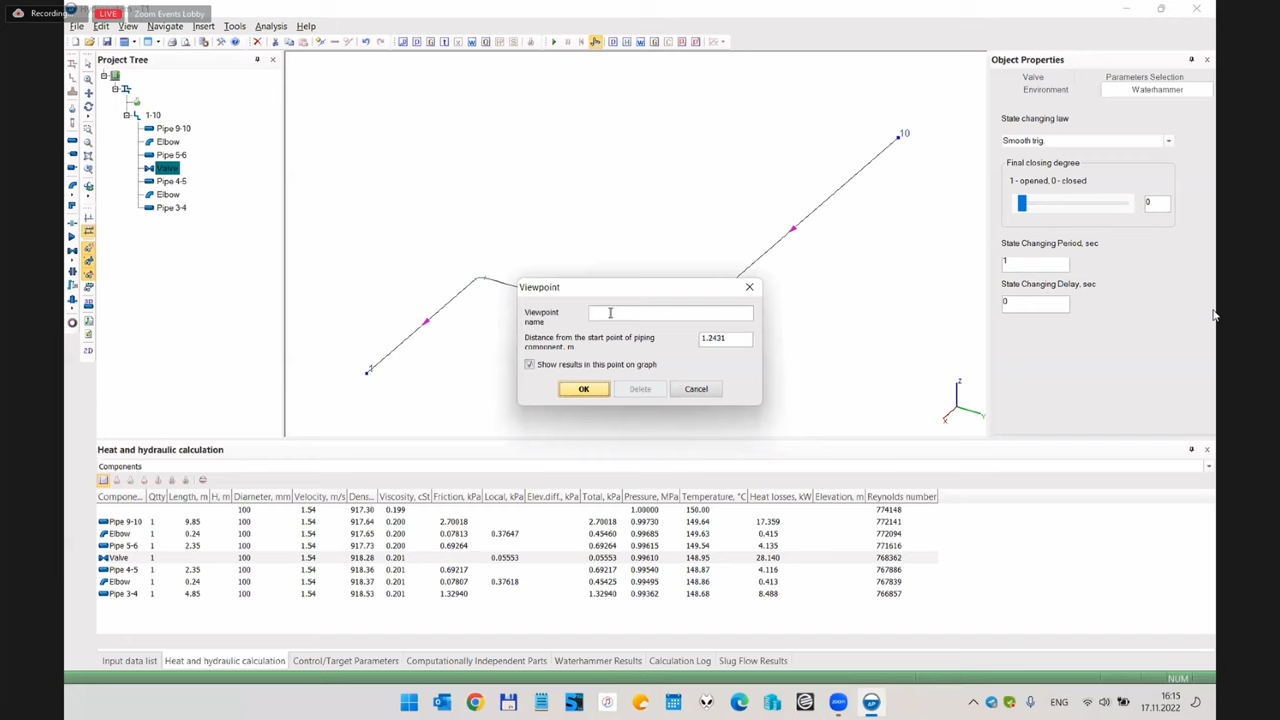 Recording...
LIVE
Zoom Events Lobby
File Edit View Navigate Insert Tools Analysis Help
Project Tree
1-10
Pipe 9-10
Elbow
Pipe 5-6
Valve
Pipe 4-5
Elbow
Pipe 3-4
10
1
Viewpoint
Viewpoint
name
Distance from the start point of piping
component, m
1.2431
Show results in this point on graph
OK Delete Cancel
Z
Y
X
Object Properties
Valve Parameters Selection
Environment Waterhammer
State changing law
Smooth trig.
Final closing degree
1 - opened, 0 - closed
0
State Changing Period, sec
1
State Changing Delay, sec
0
Heat and hydraulic calculation
Components
Compone... Qtty Length, m H, m Diameter, mm Velocity, m/s Dens... Viscosity, cSt Friction, kPa Local, kPa Elev.diff., kPa Total, kPa Pressure, MPa Temperature, °C Heat losses, kW Elevation, m Reynolds number
100 1.54 917.30 0.199 1.00000 150.00 774148
Pipe 9-10 1 9.85 100 1.54 917.64 0.200 2.70018 2.70018 0.99730 149.64 17.359 772141
Elbow 1 0.24 100 1.54 917.65 0.200 0.07813 0.37647 0.45460 0.99685 149.63 0.415 772094
Pipe 5-6 1 2.35 100 1.54 917.73 0.200 0.69264 0.69264 0.99615 149.54 4.135 771616
Valve 1 100 1.54 918.28 0.201 0.05553 0.05553 0.99610 148.95 28.140 768362
Pipe 4-5 1 2.35 100 1.54 918.36 0.201 0.69217 0.69217 0.99540 148.87 4.116 767886
Elbow 1 0.24 100 1.54 918.37 0.201 0.07807 0.37618 0.45425 0.99495 148.86 0.413 767839
Pipe 3-4 1 4.85 100 1.54 918.53 0.201 1.32940 1.32940 0.99362 148.68 8.488 766857
Input data list Heat and hydraulic calculation Control/Target Parameters Computationally Independent Parts Waterhammer Results Calculation Log Slug Flow Results
NUM
ENG
16:15
17.11.2022